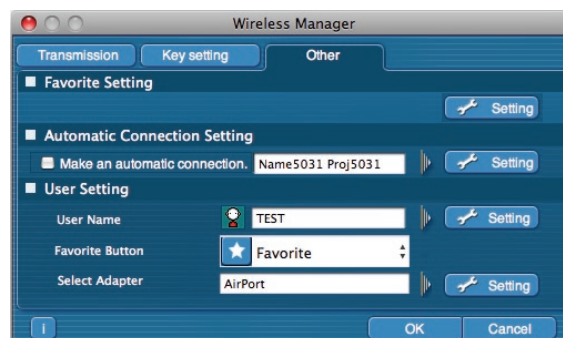 Wireless Manager
Transmission Key setting Other
Favorite Setting
Setting
Automatic Connection Setting
Make an automatic connection. Name5031 Proj5031 Setting
User Setting
User Name TEST Setting
Favorite Button Favorite
Select Adapter AirPort Setting
i OK Cancel